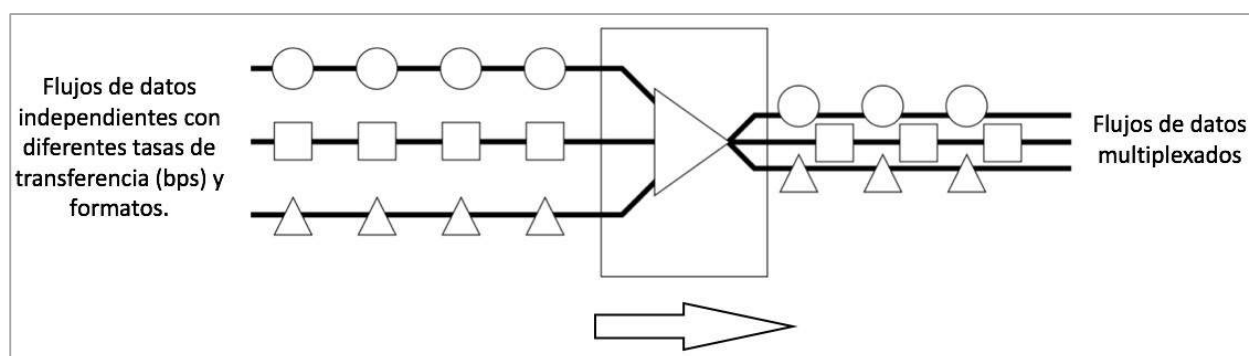 Flujos de datos
independientes con
diferentes tasas de
transferencia (bps) y
formatos.
Flujos de datos
multiplexados